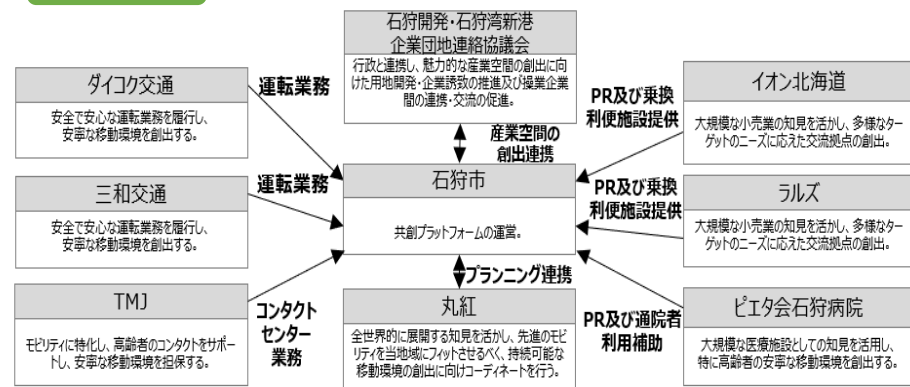 石狩開発・石狩湾新港
企業団地連絡協議会
行政と連携し、魅力的な産業空間の創出に向
けた用地開発・企業誘致の推進及び操業企業
間の連携・交流の促進。
ダイコク交通
安全で安心な運転業務を履行し、
安寧な移動環境を創出する。
運転業務
産業空間の
創出連携
PR及び乗換
利便施設提供
イオン北海道
大規模な小売業の知見を活かし、多様なター
ゲットのニーズに応えた交流拠点の創出。
三和交通
安全で安心な運転業務を履行し、
安寧な移動環境を創出する。
運転業務
石狩市
共創プラットフォームの運営。
PR及び乗換
利便施設提供
ラルズ
大規模な小売業の知見を活かし、多様なター
ゲットのニーズに応えた交流拠点の創出。
TMJ
モビリティに特化し、高齢者のコンタクトをサポー
トし、安寧な移動環境を担保する。
コンタクト
センター
業務
プランニング連携
丸紅
全世界的に展開する知見を活かし、先進のモビ
リティを当地域にフィットさせるべく、持続可能な
移動環境の創出に向けコーディネートを行う。
PR及び通院者
利用補助
ピエタ会石狩病院
大規模な医療施設としての知見を活用し、
特に高齢者の安寧な移動環境を創出する。